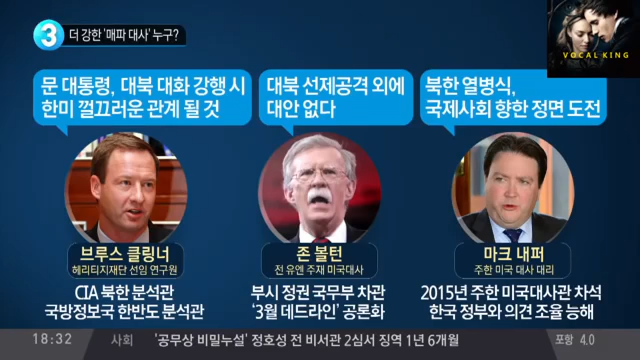 3 더 강한 '매파 대사' 누구?
VOCAL KING
문 대통령, 대북 대화 강행 시
한미 껄끄러운 관계 될 것
대북 선제공격 외에
대안 없다
북한 열병식,
국제사회 향한 정면 도전
브루스 클링너
헤리티지재단 선임 연구원
CIA 북한 분석관
국방정보국 한반도 분석관
존 볼턴
전 유엔 주재 미국대사
부시 정권 국무부 차관
'3월 데드라인' 공론화
마크 내퍼
주한 미국 대사 대리
2015년 주한 미국대사관 차석
한국 정부와 의견 조율 능해
18:32 사회 '공무상 비밀누설' 정호성 전 비서관 2심서 징역 1년 6개월 포항 4.0